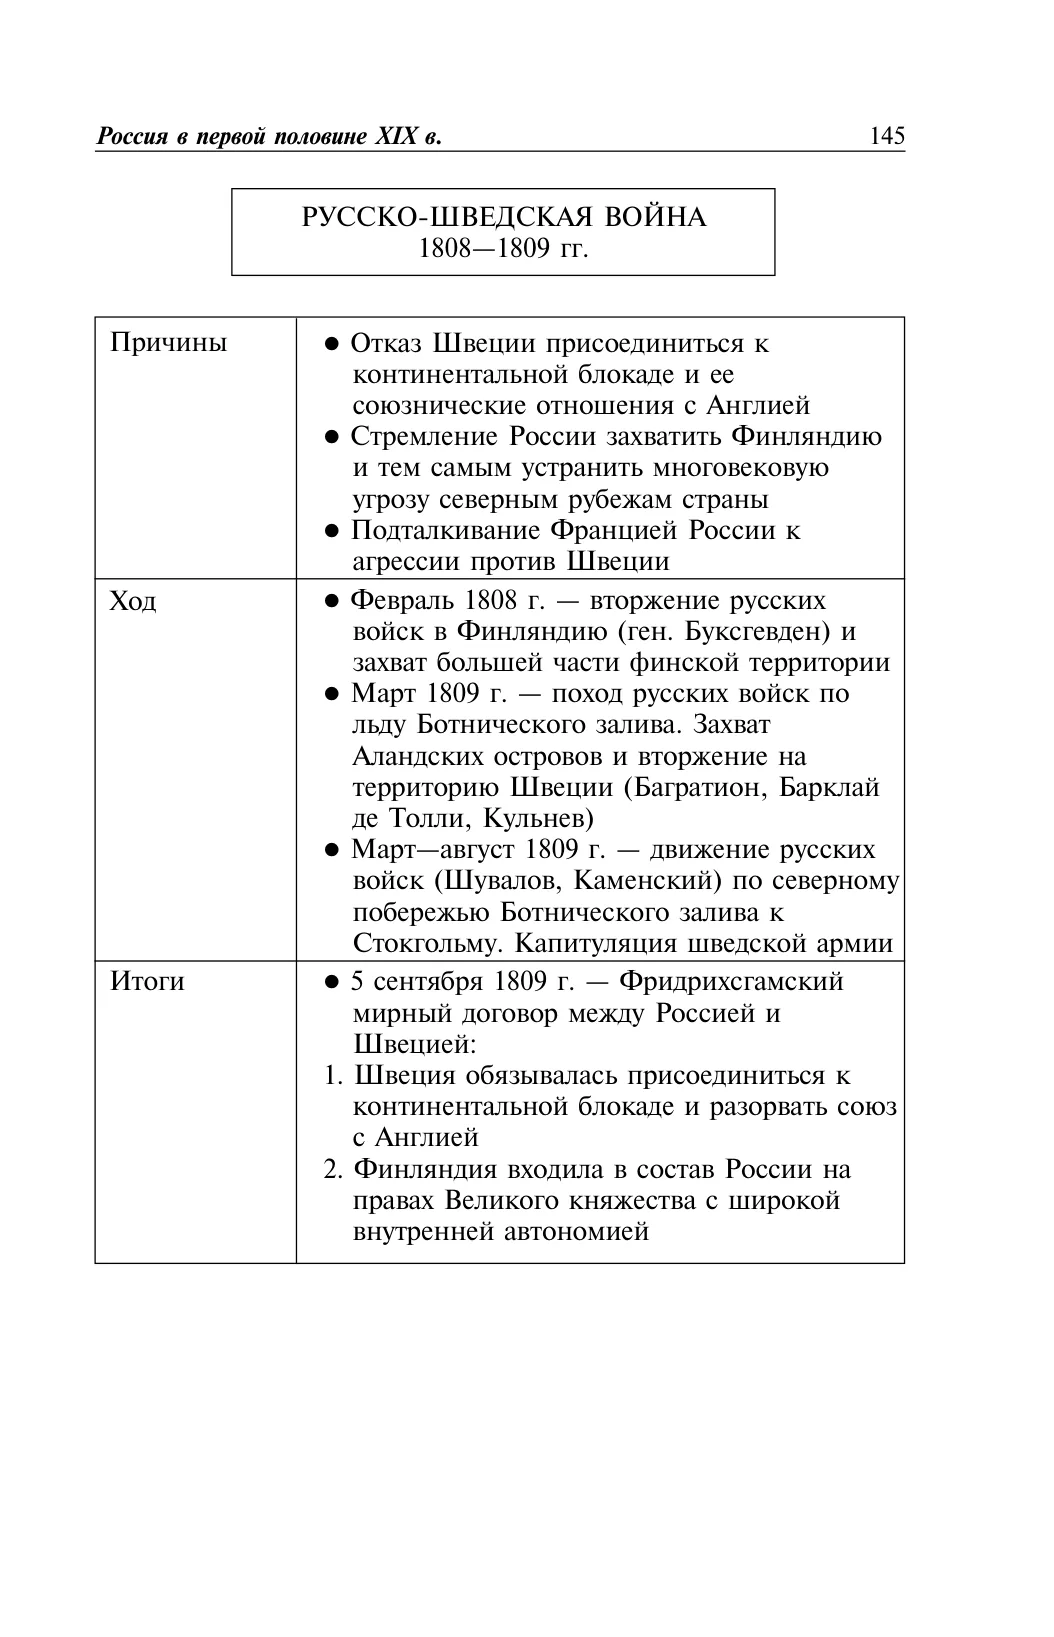 Россия в первой половине XIX в. 145
РУССКО-ШВЕДСКАЯ ВОЙНА
1808—1809 гг.
Причины
● Отказ Швеции присоединиться к
континентальной блокаде и ее
союзнические отношения с Англией
● Стремление России захватить Финляндию
и тем самым устранить многовековую
угрозу северным рубежам страны
● Подталкивание Францией России к
агрессии против Швеции
Ход
● Февраль 1808 г. — вторжение русских
войск в Финляндию (ген. Буксгевден) и
захват большей части финской территории
● Март 1809 г. — поход русских войск по
льду Ботнического залива. Захват
Аландских островов и вторжение на
территорию Швеции (Багратион, Барклай
де Толли, Кульнев)
● Март—август 1809 г. — движение русских
войск (Шувалов, Каменский) по северному
побережью Ботнического залива к
Стокгольму. Капитуляция шведской армии
Итоги
● 5 сентября 1809 г. — Фридрихсгамский
мирный договор между Россией и
Швецией:
1. Швеция обязывалась присоединиться к
континентальной блокаде и разорвать союз
с Англией
2. Финляндия входила в состав России на
правах Великого княжества с широкой
внутренней автономией